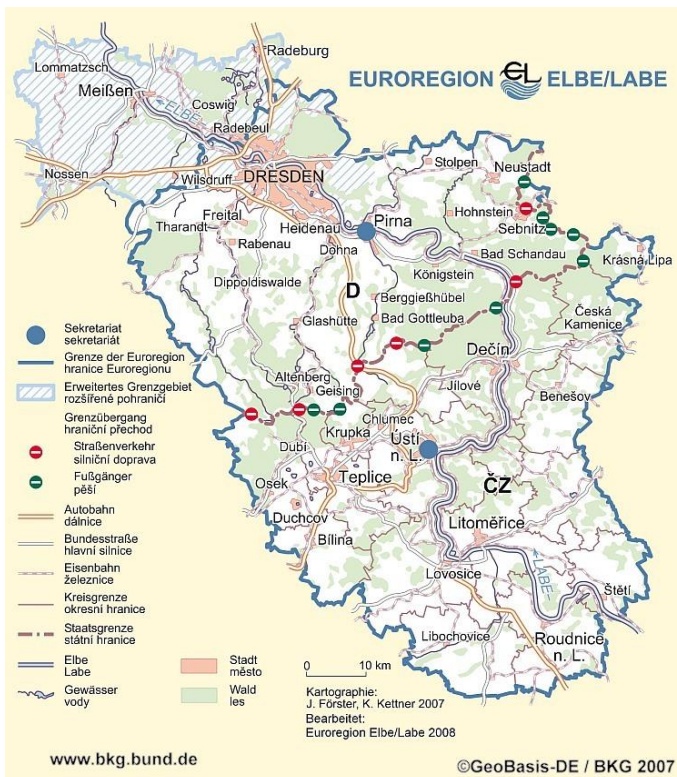 EUROREGION EL ELBE/LABE
Radeburg
Lommatzsch
Meißen
Coswig
ELBE
Radebeul
Nossen
Wilsdruff
DRESDEN
Stolpen
Neustadt
Freital
Tharandt
Rabenau
Heidenau
Dohna
Pirna
Hohnstein
Sebnitz
Bad Schandau
Krásná Lípa
Königstein
Dippoldiswalde
D
Berggießhübel
Bad Gottleuba
Glashütte
Česká
Kamenice
Děčín
Altenberg
Geising
Jílové
Benešov
Chlumec
Krupka
Ústí
n. L.
Dubí
Teplice
Osek
ČZ
Duchcov
Bílina
Litoměřice
LABE
Lovosice
Štětí
Libochovice
Roudnice
n. L.
Sekretariat
sekretariát
Grenze der Euroregion
hranice Euroregionu
Erweitertes Grenzgebiet
rozšířené pohraničí
Grenzübergang
hraniční přechod
Straßenverkehr
silniční doprava
Fußgänger
pěší
Autobahn
dálnice
Bundesstraße
hlavní silnice
Eisenbahn
železnice
Kreisgrenze
okresní hranice
Staatsgrenze
státní hranice
Elbe
Labe
Gewässer
vody
Stadt
město
Wald
les
0 10 km
Kartographie:
J. Förster, K. Kettner 2007
Bearbeitet:
Euroregion Elbe/Labe 2008
www.bkg.bund.de
©GeoBasis-DE / BKG 2007